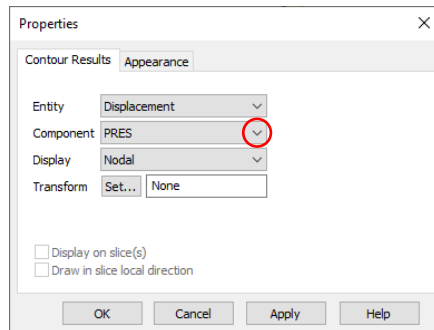 Properties
Contour Results Appearance
Entity Displacement
Component PRES
Display Nodal
Transform Set... None
Display on slice(s)
Draw in slice local direction
OK Cancel Apply Help